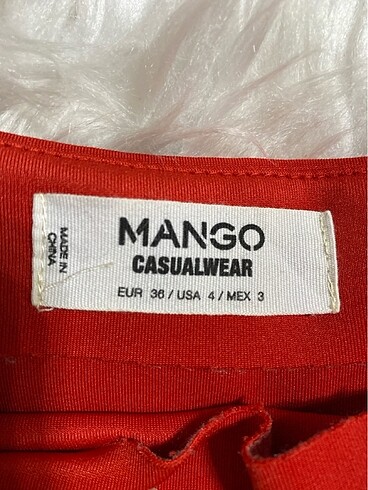 MANGO
CASUALWEAR
EUR 36 / USA 4 / MEX 3
MADE IN
CHINA